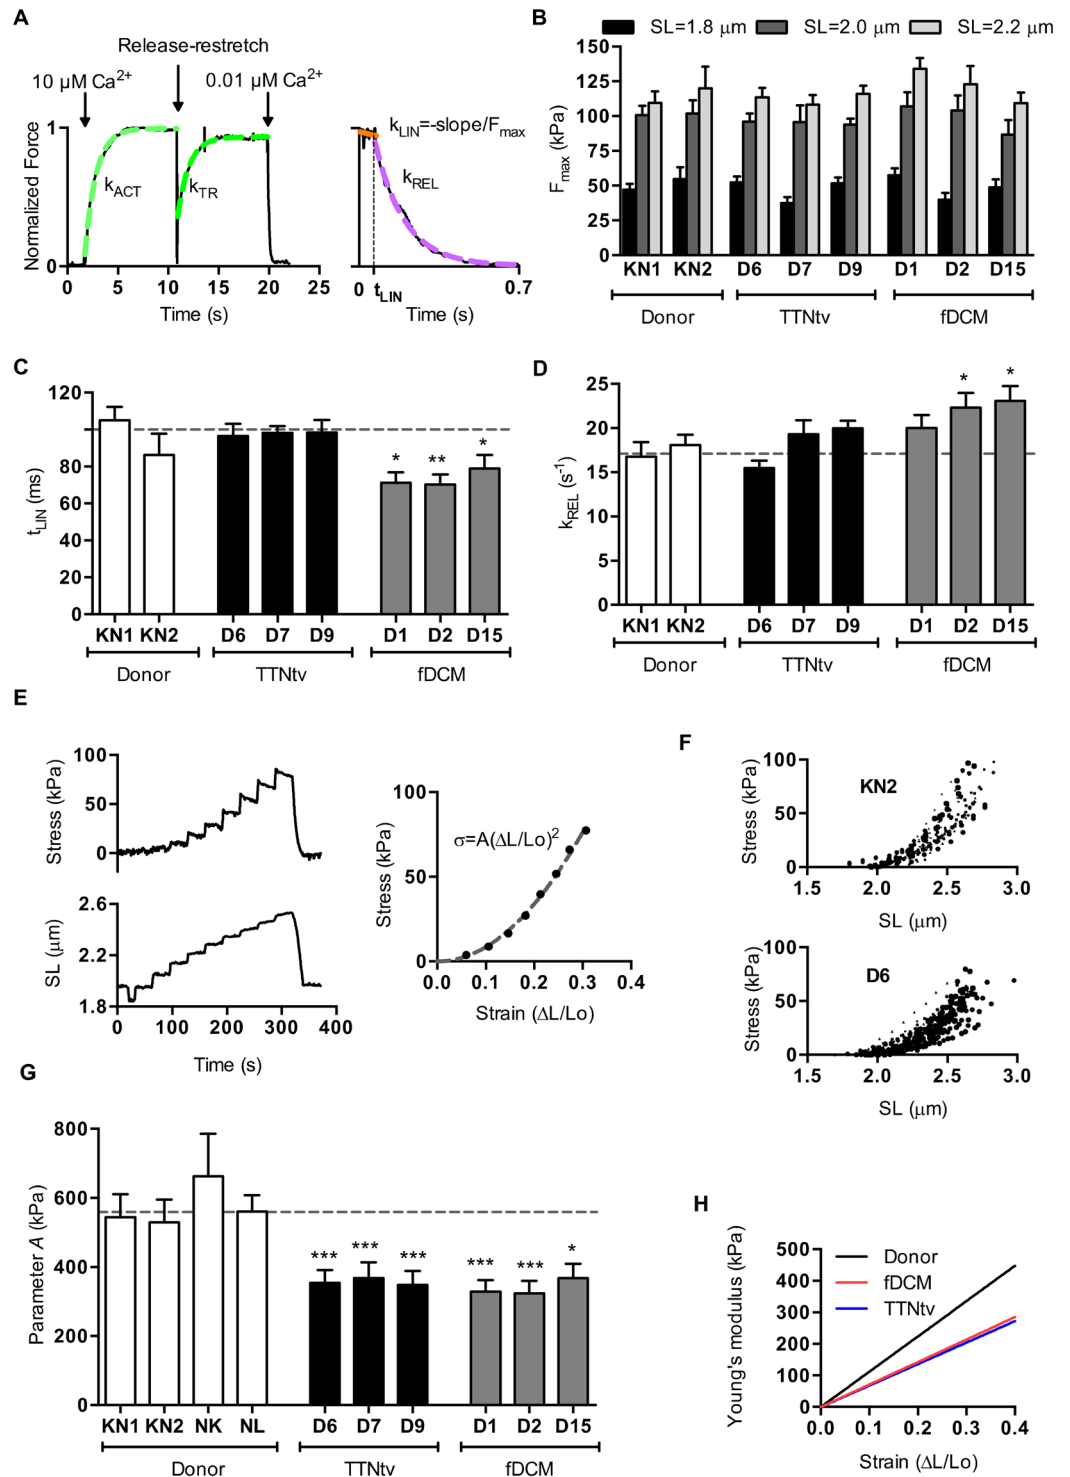 A
Release-restretch
10 µM Ca2+
0.01 µM Ca2+
Normalized Force
1
0
kACT
kTR
0 5 10 15 20 25
Time (s)
kLIN=-slope/Fmax
kREL
0 tLIN 0.7
Time (s)
B
SL=1.8 µm SL=2.0 µm SL=2.2 µm
Fmax (kPa)
150
125
100
75
50
25
0
KN1 KN2 D6 D7 D9 D1 D2 D15
Donor TTNtv fDCM
C
tLIN (ms)
120
100
80
60
40
20
0
* ** *
KN1 KN2 D6 D7 D9 D1 D2 D15
Donor TTNtv fDCM
D
kREL (s-1)
25
20
15
10
5
0
* *
KN1 KN2 D6 D7 D9 D1 D2 D15
Donor TTNtv fDCM
E
Stress (kPa)
100
50
0
SL (µm)
2.6
2.2
1.8
0 100 200 300 400
Time (s)
Stress (kPa)
100
50
0
σ=A(ΔL/Lo)2
0.0 0.1 0.2 0.3 0.4
Strain (ΔL/Lo)
F
Stress (kPa)
100
50
0
KN2
1.5 2.0 2.5 3.0
SL (µm)
Stress (kPa)
100
50
0
D6
1.5 2.0 2.5 3.0
SL (µm)
G
Parameter A (kPa)
800
600
400
200
0
*** *** *** *** *** *
KN1 KN2 NK NL D6 D7 D9 D1 D2 D15
Donor TTNtv fDCM
H
Young's modulus (kPa)
500
400
300
200
100
0
Donor
fDCM
TTNtv
0.0 0.1 0.2 0.3 0.4
Strain (ΔL/Lo)